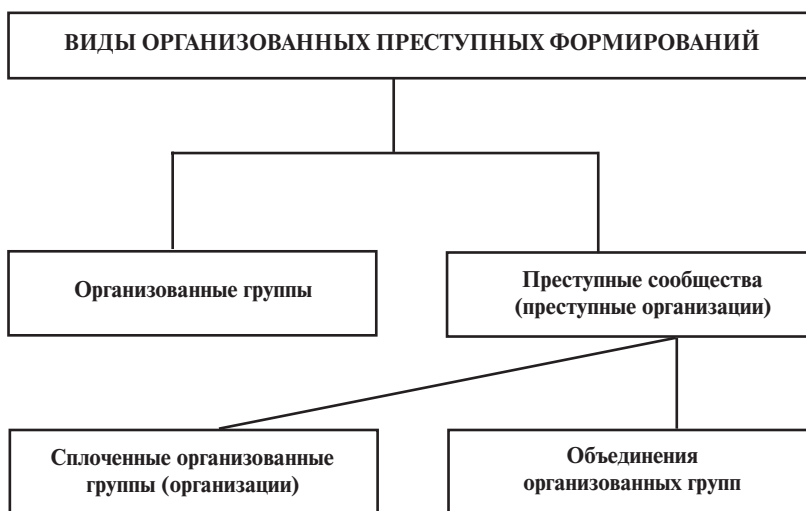 ВИДЫ ОРГАНИЗОВАННЫХ ПРЕСТУПНЫХ ФОРМИРОВАНИЙ
Организованные группы
Преступные сообщества
(преступные организации)
Сплоченные организованные
группы (организации)
Объединения
организованных групп